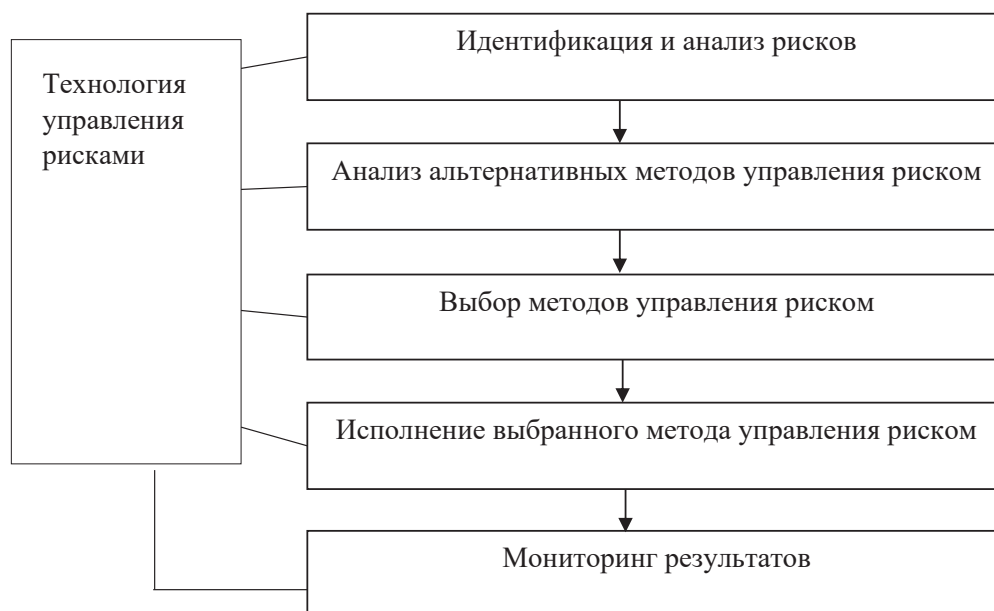 Технология
управления
рисками
Идентификация и анализ рисков
Анализ альтернативных методов управления риском
Выбор методов управления риском
Исполнение выбранного метода управления риском
Мониторинг результатов